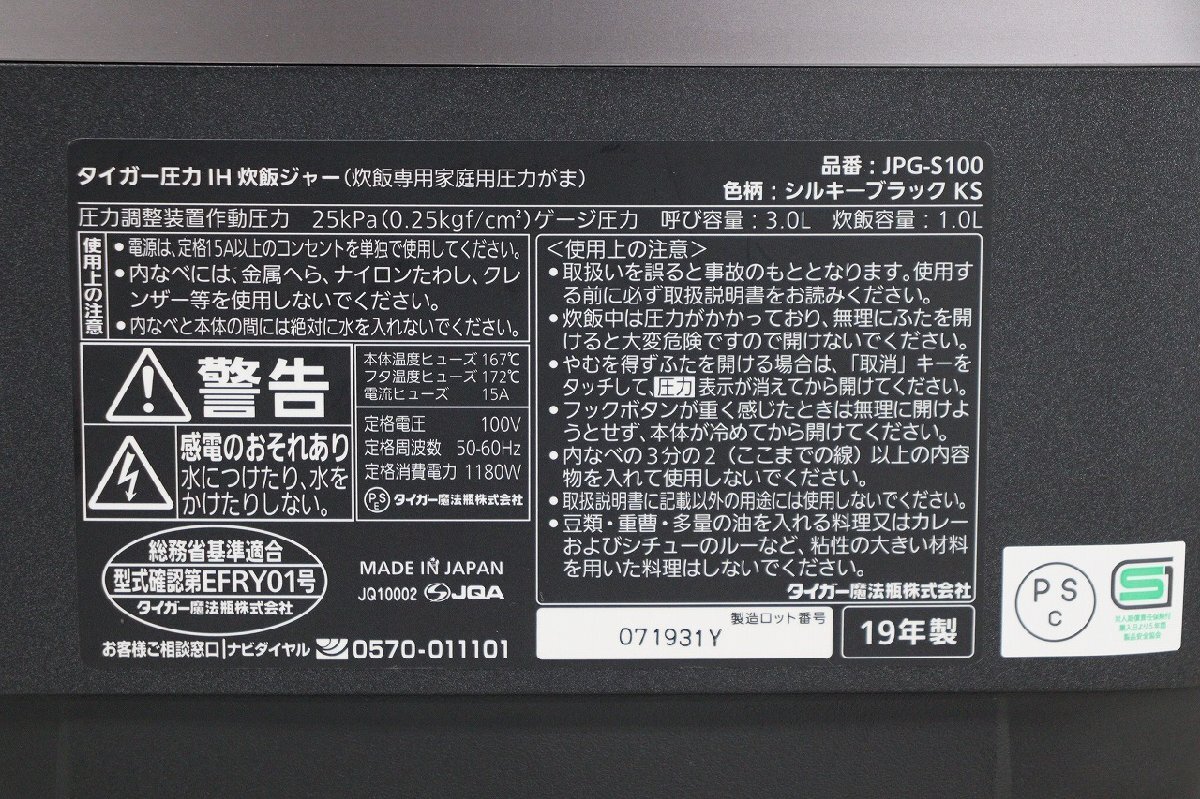 タイガー圧力IH炊飯ジャー(炊飯専用家庭用圧力がま)
品番：JPG-S100
色柄：シルキーブラック KS
圧力調整装置作動圧力 25kPa(0.25kgf/cm²)ゲージ圧力 呼び容量：3.0L 炊飯容量：1.0L
使用上の注意
●電源は、定格15A以上のコンセントを単独で使用してください。
●内なべには、金属へら、ナイロンたわし、クレ
ンザー等を使用しないでください。
●内なべと本体の間には絶対に水を入れないでください。
警告
感電のおそれあり
水につけたり、水を
かけたりしない。
本体温度ヒューズ 167℃
フタ温度ヒューズ 172℃
電流ヒューズ 15A
定格電圧 100V
定格周波数 50-60Hz
定格消費電力 1180W
PSE タイガー魔法瓶株式会社
＜使用上の注意＞
●取扱いを誤ると事故のもととなります。使用す
る前に必ず取扱説明書をお読みください。
●炊飯中は圧力がかかっており、無理にふたを開
けると大変危険ですので開けないでください。
●やむを得ずふたを開ける場合は、「取消」キーを
タッチして、圧力表示が消えてから開けてください。
●フックボタンが重く感じたときは無理に開けよ
うとせず、本体が冷めてから開けてください。
●内なべの３分の２（ここまでの線）以上の内容
物を入れて使用しないでください。
●取扱説明書に記載以外の用途には使用しないでください。
●豆類・重曹・多量の油を入れる料理又はカレー
およびシチューのルーなど、粘性の大きい材料
を用いた料理はしないでください。
タイガー魔法瓶株式会社
総務省基準適合
型式確認第EFRY01号
タイガー魔法瓶株式会社
MADE IN JAPAN
JQ10002 JQA
お客様ご相談窓口 | ナビダイヤル 0570-011101
製造ロット番号
071931Y
19年製
PS
C
S
対人賠償責任保険付
購入日より5年間
製品安全協会